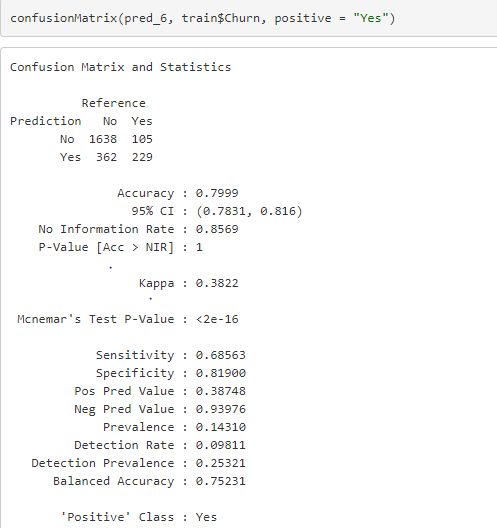 confusionMatrix(pred_6, train$Churn, positive = "Yes")
Confusion Matrix and Statistics
Reference
Prediction No Yes
No 1638 105
Yes 362 229
Accuracy : 0.7999
95% CI : (0.7831, 0.816)
No Information Rate : 0.8569
P-Value [Acc > NIR] : 1
Kappa : 0.3822
Mcnemar's Test P-Value : <2e-16
Sensitivity : 0.68563
Specificity : 0.81900
Pos Pred Value : 0.38748
Neg Pred Value : 0.93976
Prevalence : 0.14310
Detection Rate : 0.09811
Detection Prevalence : 0.25321
Balanced Accuracy : 0.75231
'Positive' Class : Yes